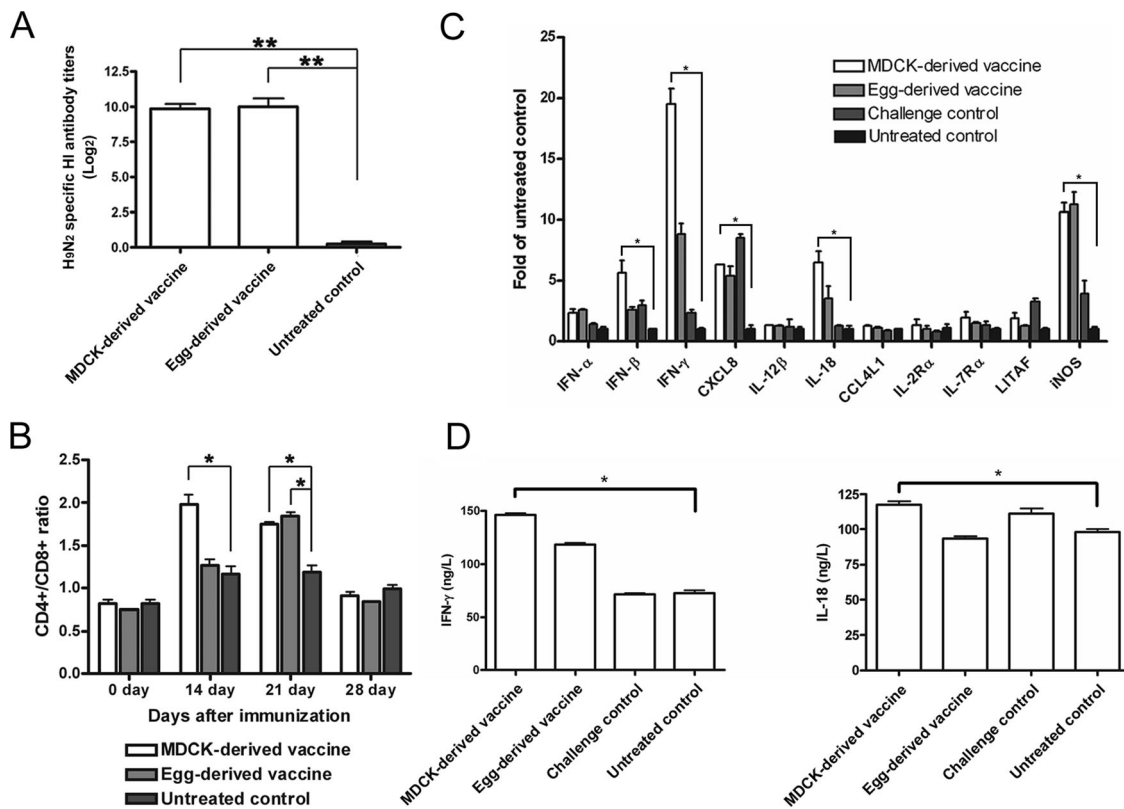 A
**
**
H9N2 specific HI antibody titers
(Log2)
12.5
10.0
7.5
5.0
2.5
0.0
MDCK-derived vaccine
Egg-derived vaccine
Untreated control
C
Fold of untreated control
25
20
15
10
5
0
MDCK-derived vaccine
Egg-derived vaccine
Challenge control
Untreated control
*
*
*
*
*
IFN-α
IFN-β
IFN-γ
CXCL8
IL-12β
IL-18
CCL4L1
IL-2Rα
IL-7Rα
LITAF
iNOS
B
CD4+/CD8+ ratio
2.5
2.0
1.5
1.0
0.5
0.0
*
*
*
0 day
14 day
21 day
28 day
Days after immunization
MDCK-derived vaccine
Egg-derived vaccine
Untreated control
D
IFN-γ (ng/L)
150
100
50
0
*
MDCK-derived vaccine
Egg-derived vaccine
Challenge control
Untreated control
IL-18 (ng/L)
125
100
75
50
25
0
*
MDCK-derived vaccine
Egg-derived vaccine
Challenge control
Untreated control